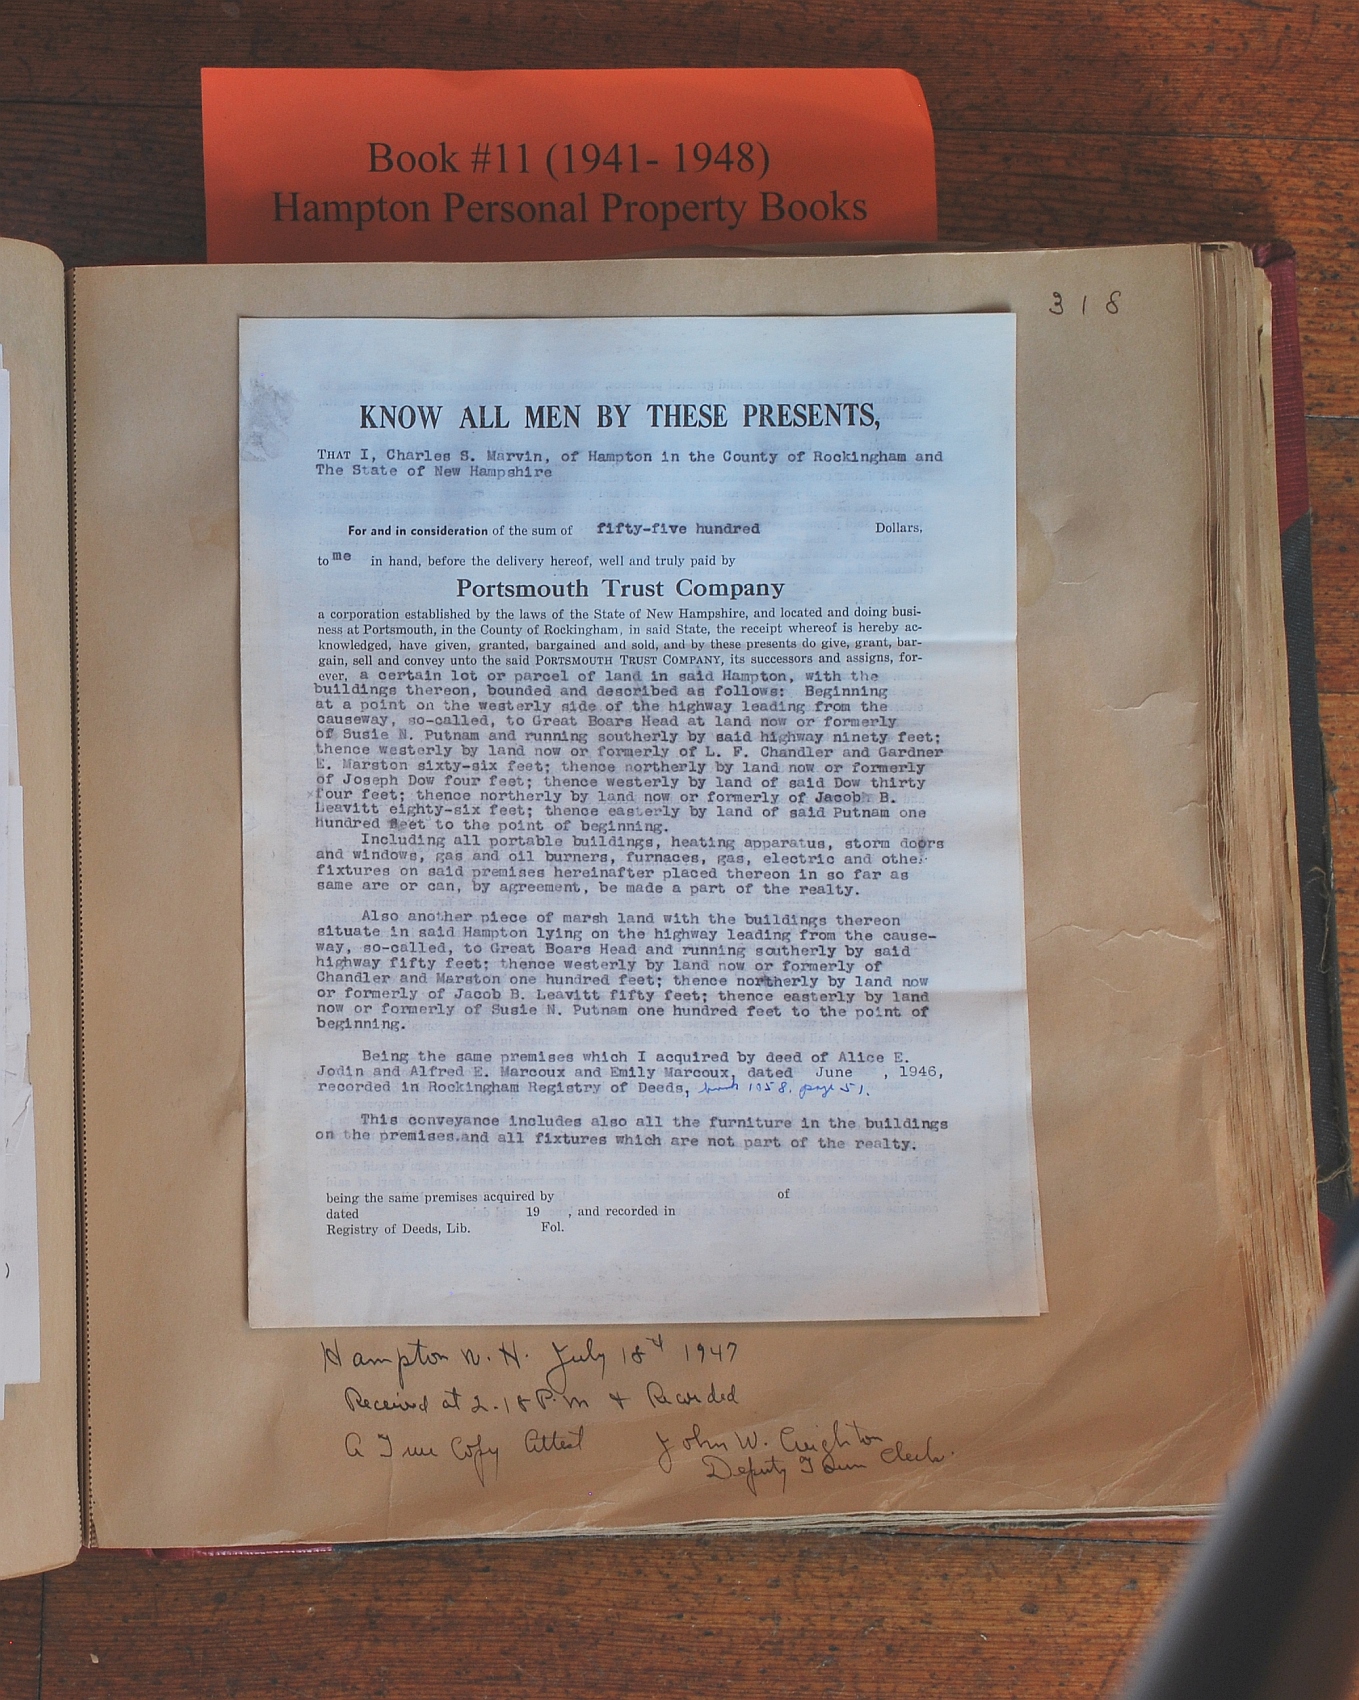 Book #11 (1941- 1948)
Hampton Personal Property Books
318
KNOW ALL MEN BY THESE PRESENTS,
THAT I, Charles S. Marvin, of Hampton in the County of Rockingham and
The State of New Hampshire
For and in consideration of the sum of fifty-five hundred Dollars,
to me in hand, before the delivery hereof, well and truly paid by
Portsmouth Trust Company
a corporation established by the laws of the State of New Hampshire, and located and doing busi-
ness at Portsmouth, in the County of Rockingham, in said State, the receipt whereof is hereby ac-
knowledged, have given, granted, bargained and sold, and by these presents do give, grant, bar-
gain, sell and convey unto the said PORTSMOUTH TRUST COMPANY, its successors and assigns, for-
ever, a certain lot or parcel of land in said Hampton, with the
buildings thereon, bounded and described as follows: Beginning
at a point on the westerly side of the highway leading from the
causeway, so-called, to Great Boars Head at land now or formerly
of Susie N. Putnam and running southerly by said highway ninety feet;
thence westerly by land now or formerly of L. F. Chandler and Gardner
E. Marston sixty-six feet; thence northerly by land now or formerly
of Joseph Dow four feet; thence westerly by land of said Dow thirty
four feet; thence northerly by land now or formerly of Jacob B.
Leavitt eighty-six feet; thence easterly by land of said Putnam one
hundred feet to the point of beginning.
Including all portable buildings, heating apparatus, storm doors
and windows, gas and oil burners, furnaces, gas, electric and other
fixtures on said premises hereinafter placed thereon in so far as
same are or can, by agreement, be made a part of the realty.
Also another piece of marsh land with the buildings thereon
situate in said Hampton lying on the highway leading from the cause-
way, so-called, to Great Boars Head and running southerly by said
highway fifty feet; thence westerly by land now or formerly of
Chandler and Marston one hundred feet; thence northerly by land now
or formerly of Jacob B. Leavitt fifty feet; thence easterly by land
now or formerly of Susie N. Putnam one hundred feet to the point of
beginning.
Being the same premises which I acquired by deed of Alice E.
Jodin and Alfred E. Marcoux and Emily Marcoux, dated June , 1946,
recorded in Rockingham Registry of Deeds, book 1058, page 51.
This conveyance includes also all the furniture in the buildings
on the premises.and all fixtures which are not part of the realty.
being the same premises acquired by of
dated 19 , and recorded in
Registry of Deeds, Lib. Fol.
Hampton N. H. July 18th 1947
Received at 2.18 P.M & Recorded
A True Copy Attest John W. Creighton
Deputy Town Clerk.